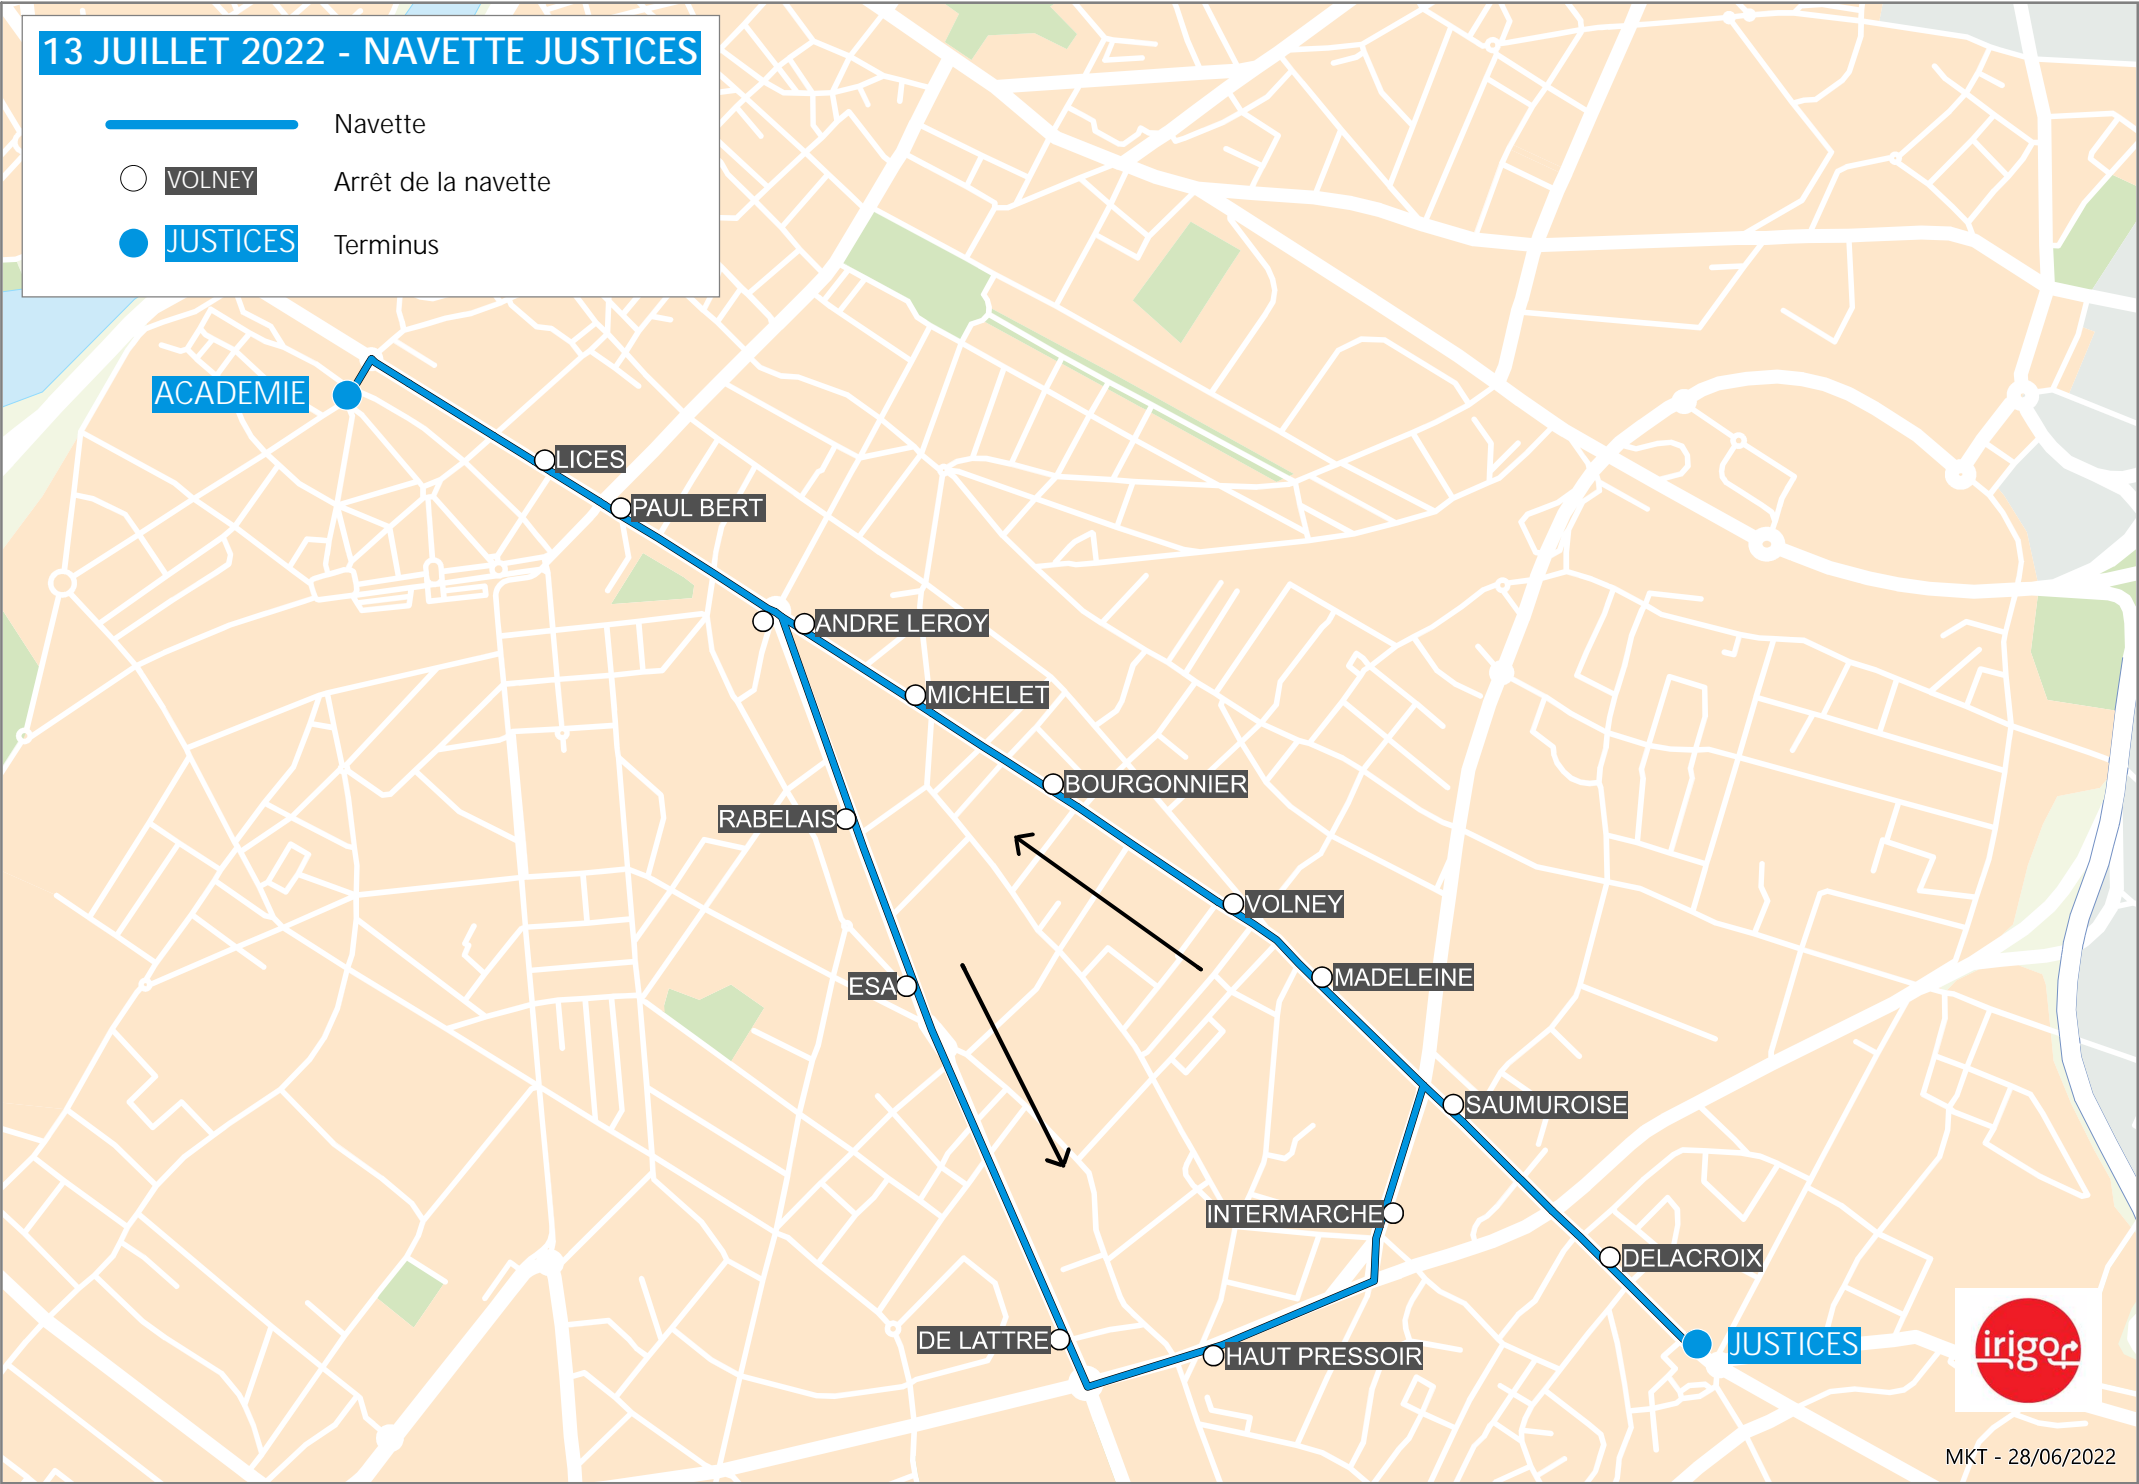 13 JUILLET 2022 - NAVETTE JUSTICES
Navette
VOLNEY
Arrêt de la navette
JUSTICES
Terminus
ACADEMIE
LICES
PAUL BERT
ANDRE LEROY
MICHELET
BOURGONNIER
RABELAIS
VOLNEY
MADELEINE
ESA
SAUMUROISE
INTERMARCHE
DELACROIX
DE LATTRE
HAUT PRESSOIR
JUSTICES
irigo
MKT - 28/06/2022